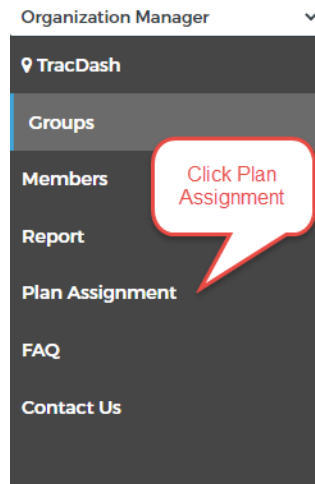 Organization Manager
TracDash
Groups
Members
Click Plan
Assignment
Report
Plan Assignment
FAQ
Contact Us